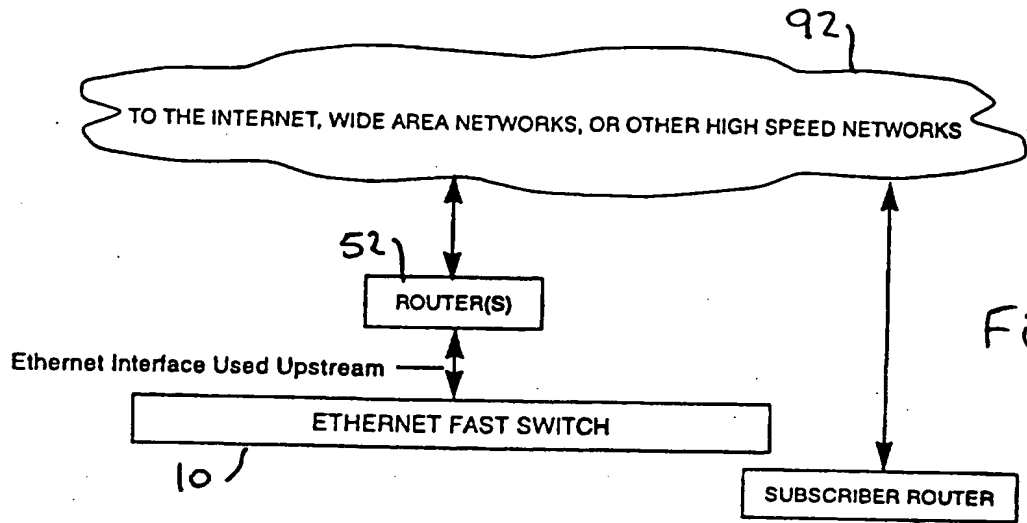 92
TO THE INTERNET, WIDE AREA NETWORKS, OR OTHER HIGH SPEED NETWORKS
52
ROUTER(S)
Ethernet Interface Used Upstream
ETHERNET FAST SWITCH
10
SUBSCRIBER ROUTER